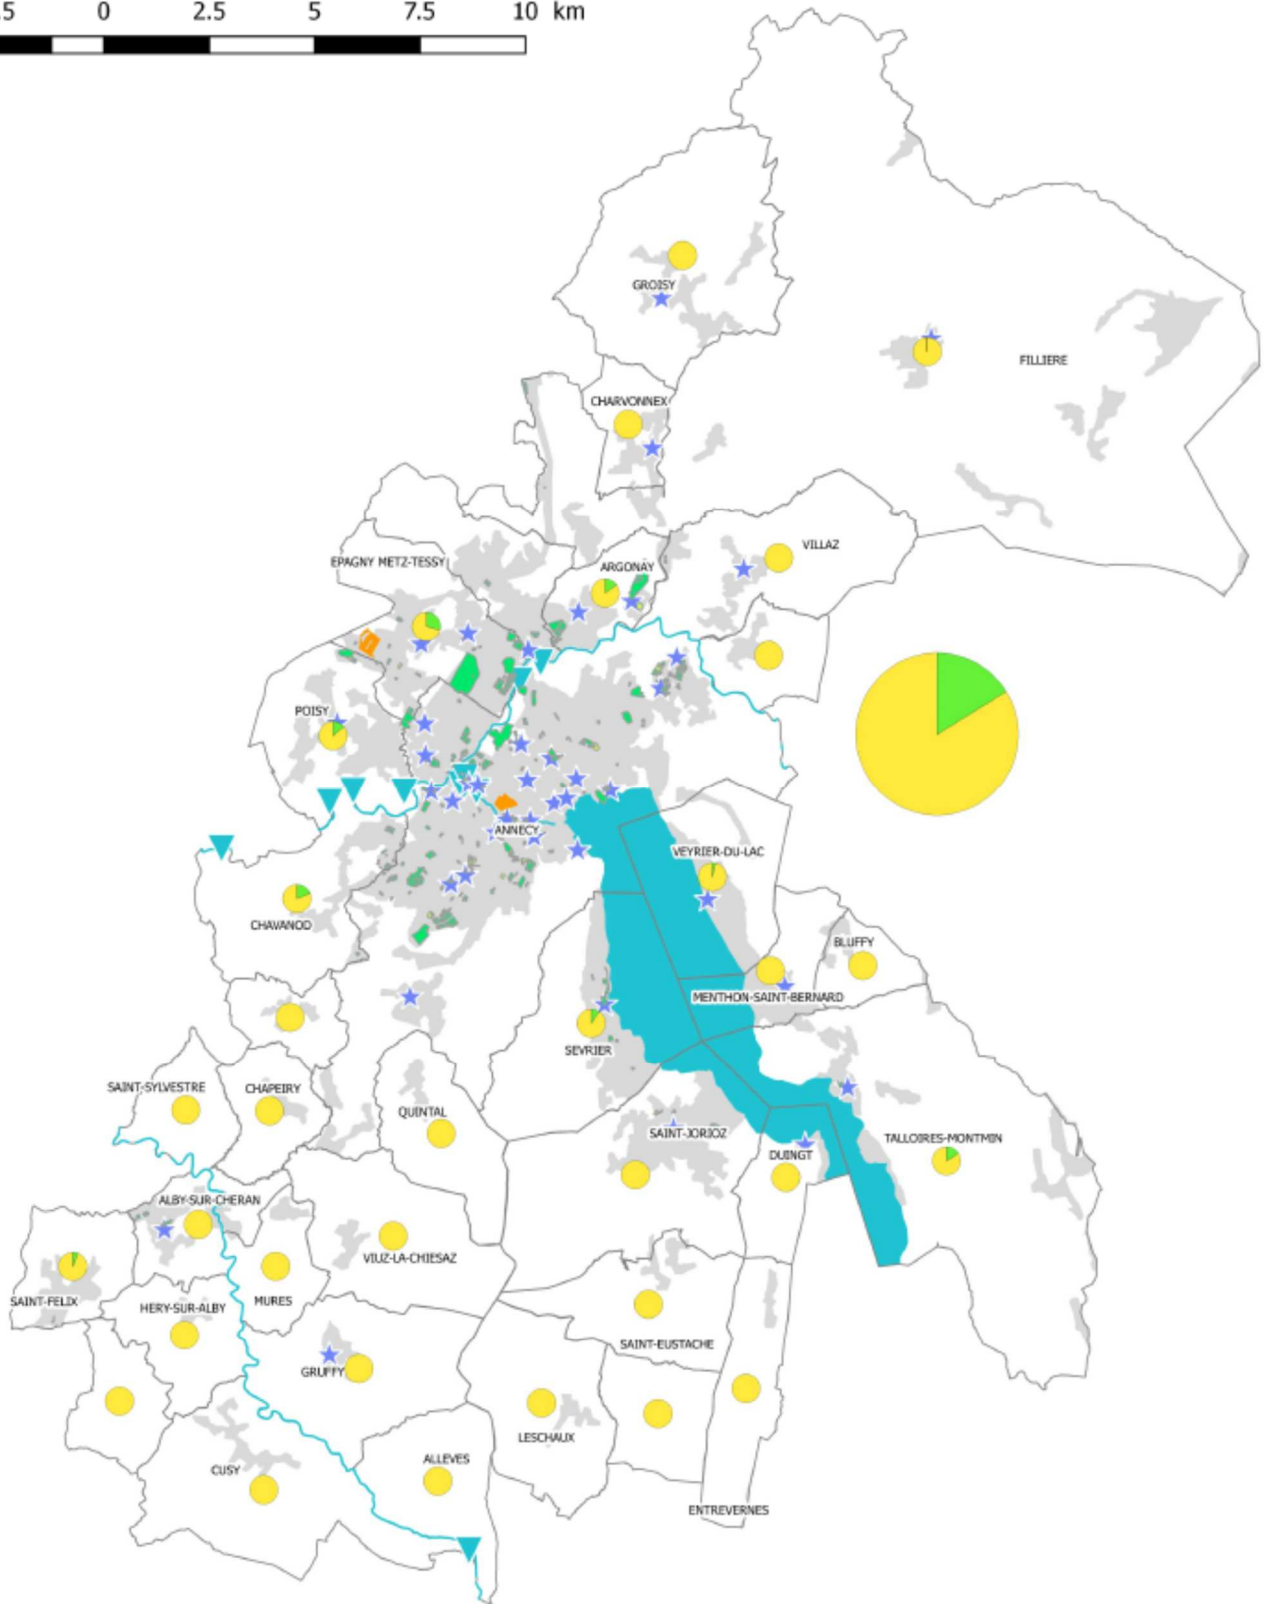 .5 0 2.5 5 7.5 10 km
GROISY
FILLIERE
CHARVONNEX
VILLAZ
EPAGNY METZ-TESSY
ARGONAY
POISY
ANNECY
VEYRIER-DU-LAC
CHAVANOD
BLUFFY
MENTHON-SAINT-BERNARD
SEVRIER
SAINT-SYLVESTRE
CHAPEIRY
QUINTAL
SAINT-JORIOZ
TALLOIRES-MONTMIN
DUINGT
ALBY-SUR-CHERAN
VIUZ-LA-CHIESAZ
SAINT-FELIX
MURES
HERY-SUR-ALBY
SAINT-EUSTACHE
GRUFFY
LESCHAUX
ALLEVES
CUSY
ENTREVERNES